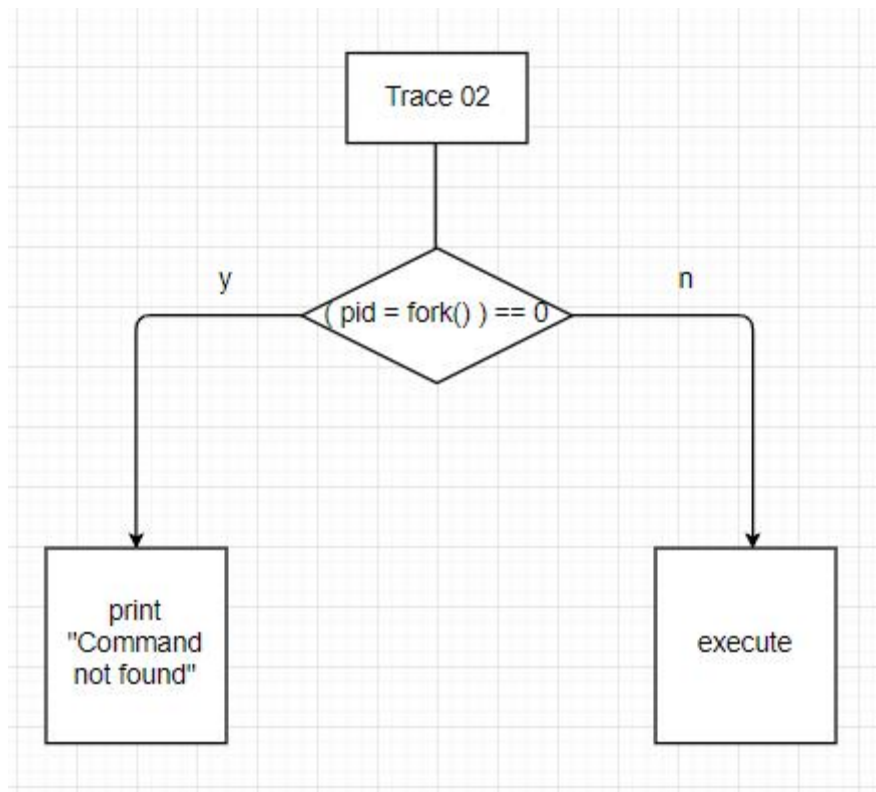 Trace 02
y
n
( pid = fork() ) == 0
print
"Command
not found"
execute